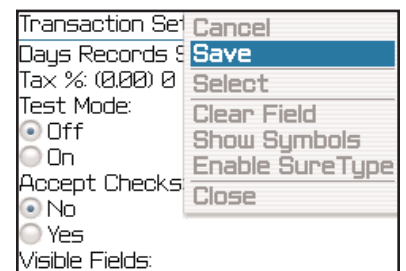 Transaction Set
Days Records S
Tax %: (0.00) 0
Test Mode:
Off
On
Accept Checks:
No
Yes
Visible Fields:
Cancel
Save
Select
Clear Field
Show Symbols
Enable SureType
Close